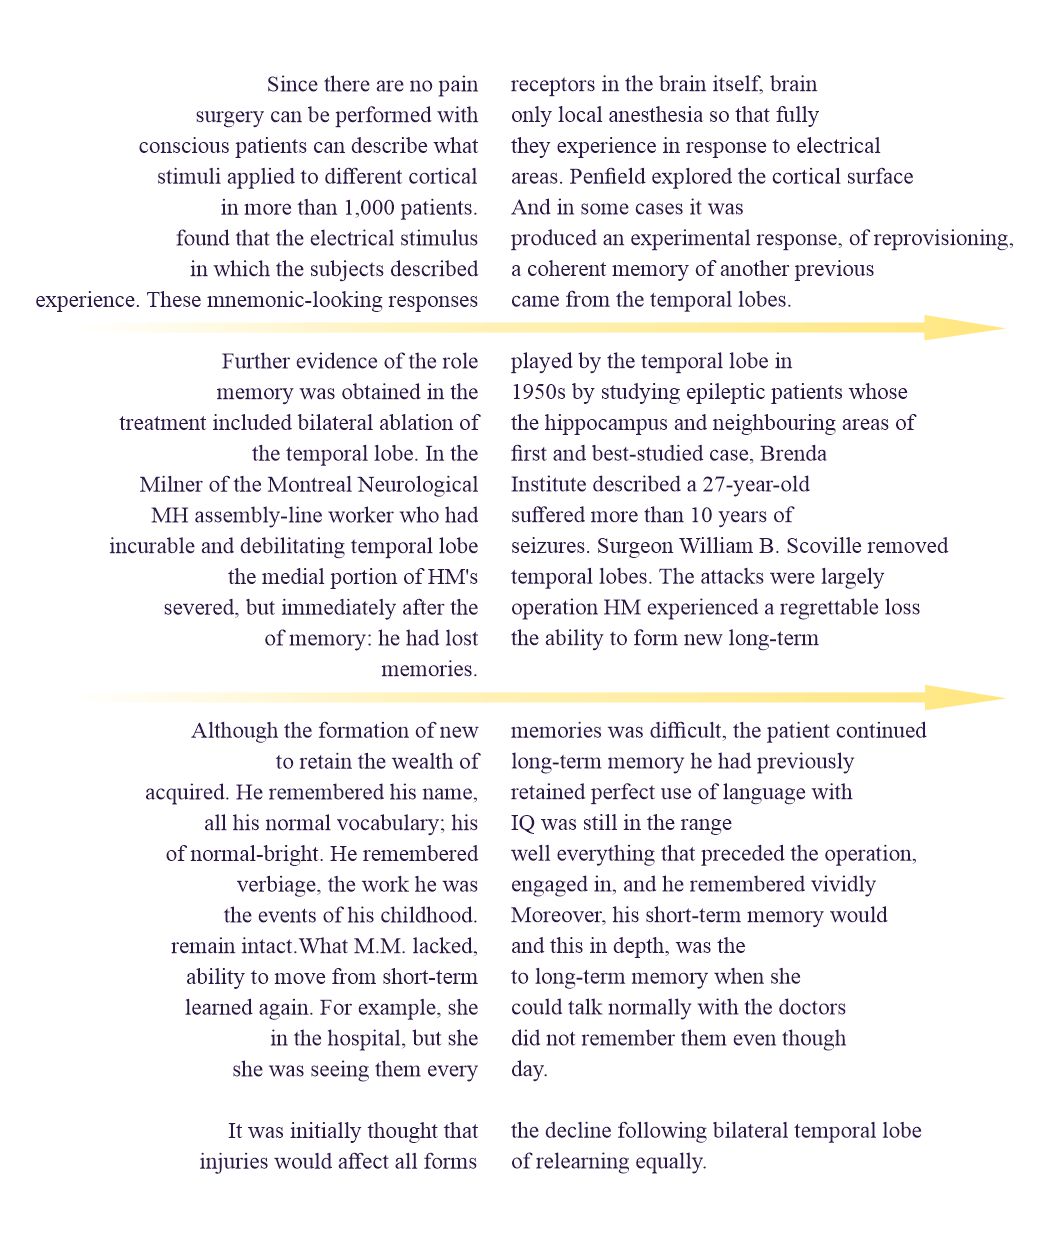 Since there are no pain receptors in the brain itself, brain
surgery can be performed with only local anesthesia so that fully
conscious patients can describe what they experience in response to electrical
stimuli applied to different cortical areas. Penfield explored the cortical surface
in more than 1,000 patients. And in some cases it was
found that the electrical stimulus produced an experimental response, of reprovisioning,
in which the subjects described a coherent memory of another previous
experience. These mnemonic-looking responses came from the temporal lobes.
Further evidence of the role played by the temporal lobe in
memory was obtained in the 1950s by studying epileptic patients whose
treatment included bilateral ablation of the hippocampus and neighbouring areas of
the temporal lobe. In the first and best-studied case, Brenda
Milner of the Montreal Neurological Institute described a 27-year-old
MH assembly-line worker who had suffered more than 10 years of
incurable and debilitating temporal lobe seizures. Surgeon William B. Scoville removed
the medial portion of HM's temporal lobes. The attacks were largely
severed, but immediately after the operation HM experienced a regrettable loss
of memory: he had lost the ability to form new long-term
memories.
Although the formation of new memories was difficult, the patient continued
to retain the wealth of long-term memory he had previously
acquired. He remembered his name, retained perfect use of language with
all his normal vocabulary; his IQ was still in the range
of normal-bright. He remembered well everything that preceded the operation,
verbiage, the work he was engaged in, and he remembered vividly
the events of his childhood. Moreover, his short-term memory would
remain intact.What M.M. lacked, and this in depth, was the
ability to move from short-term to long-term memory when she
learned again. For example, she could talk normally with the doctors
in the hospital, but she did not remember them even though
she was seeing them every day.
It was initially thought that the decline following bilateral temporal lobe
injuries would affect all forms of relearning equally.